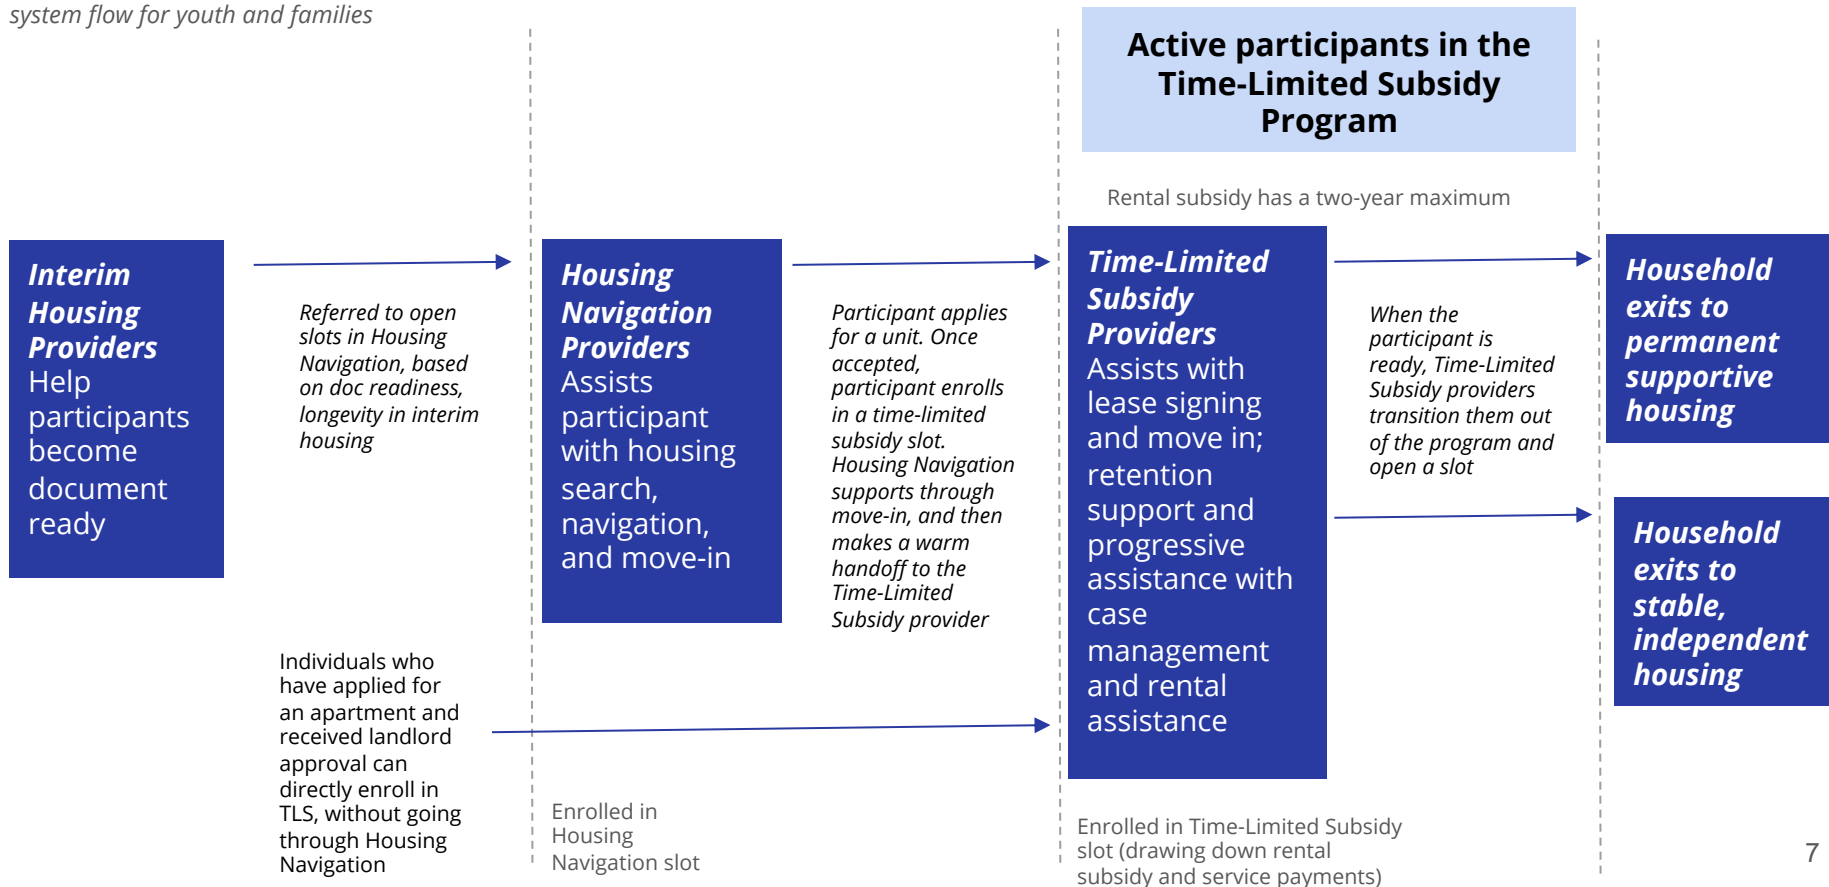 system flow for youth and families
Active participants in the
Time-Limited Subsidy
Program
Rental subsidy has a two-year maximum
Interim
Housing
Providers
Help
participants
become
document
ready
Referred to open
slots in Housing
Navigation, based
on doc readiness,
longevity in interim
housing
Housing
Navigation
Providers
Assists
participant
with housing
search,
navigation,
and move-in
Participant applies
for a unit. Once
accepted,
participant enrolls
in a time-limited
subsidy slot.
Housing Navigation
supports through
move-in, and then
makes a warm
handoff to the
Time-Limited
Subsidy provider
Time-Limited
Subsidy
Providers
Assists with
lease signing
and move in;
retention
support and
progressive
assistance with
case
management
and rental
assistance
When the
participant is
ready, Time-Limited
Subsidy providers
transition them out
of the program and
open a slot
Household
exits to
permanent
supportive
housing
Household
exits to
stable,
independent
housing
Individuals who
have applied for
an apartment and
received landlord
approval can
directly enroll in
TLS, without going
through Housing
Navigation
Enrolled in
Housing
Navigation slot
Enrolled in Time-Limited Subsidy
slot (drawing down rental
subsidy and service payments)
7